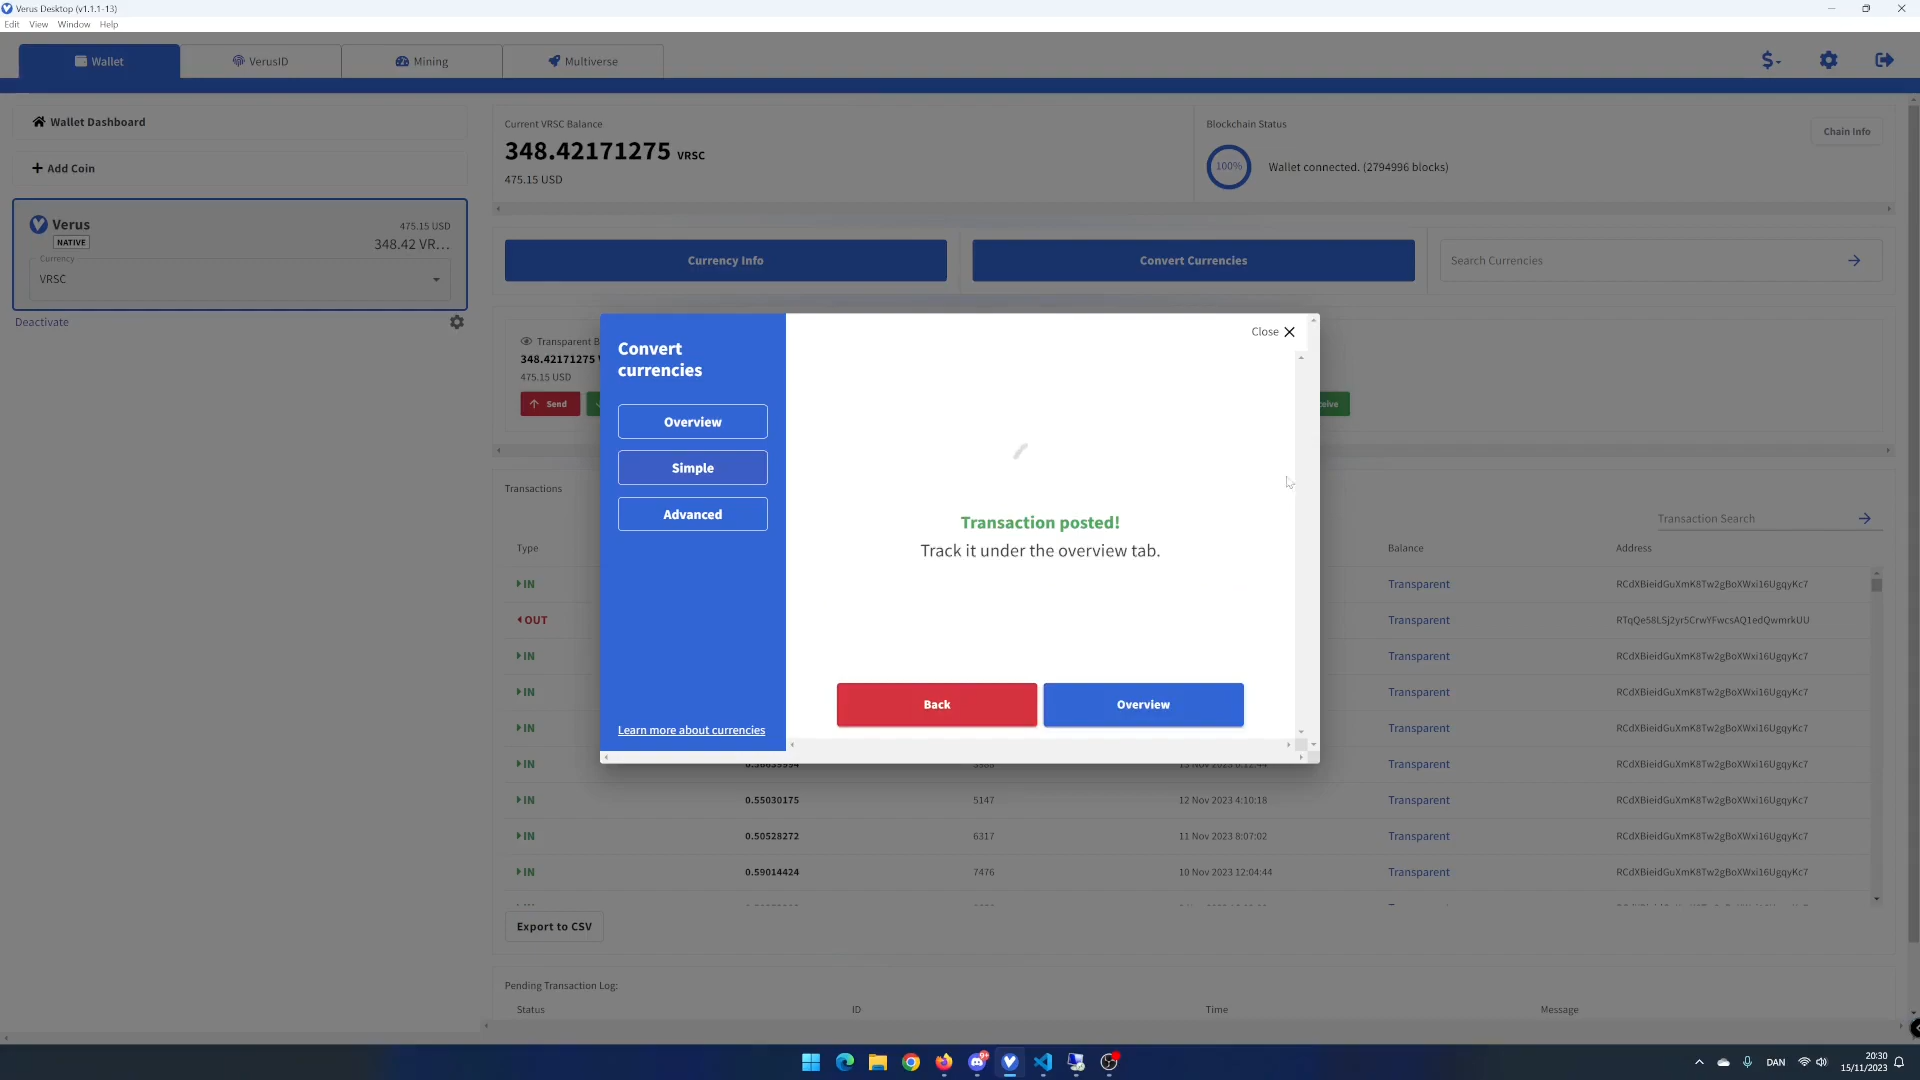 Verus Desktop (v1.1.1-13)
Edit View Window Help
Wallet VerusID Mining Multiverse
$
Wallet Dashboard
Add Coin
Verus
NATIVE
475.15 USD
348.42 VR...
Currency
VRSC
Deactivate
Current VRSC Balance
348.42171275 VRSC
475.15 USD
Blockchain Status
Chain Info
100%
Wallet connected. (2794996 blocks)
Currency Info
Convert Currencies
Search Currencies
Transparent B
348.42171275
475.15 USD
Send
Convert
currencies
Overview
Simple
Advanced
Learn more about currencies
Close
Transaction posted!
Track it under the overview tab.
Back
Overview
Transactions
Transaction Search
Type Balance Address
IN Transparent RCdXBieidGuXmK8Tw2gBoXWxi16UgqyKc7
OUT Transparent RTqQe58LSj2yr5CrwYFwcsAQ1edQwmrkUU
IN Transparent RCdXBieidGuXmK8Tw2gBoXWxi16UgqyKc7
IN Transparent RCdXBieidGuXmK8Tw2gBoXWxi16UgqyKc7
IN Transparent RCdXBieidGuXmK8Tw2gBoXWxi16UgqyKc7
IN Transparent RCdXBieidGuXmK8Tw2gBoXWxi16UgqyKc7
IN 0.55030175 5147 12 Nov 2023 4:10:18 Transparent RCdXBieidGuXmK8Tw2gBoXWxi16UgqyKc7
IN 0.50528272 6317 11 Nov 2023 8:07:02 Transparent RCdXBieidGuXmK8Tw2gBoXWxi16UgqyKc7
IN 0.59014424 7476 10 Nov 2023 12:04:44 Transparent RCdXBieidGuXmK8Tw2gBoXWxi16UgqyKc7
Export to CSV
Pending Transaction Log:
Status ID Time Message
DAN
20:30
15/11/2023